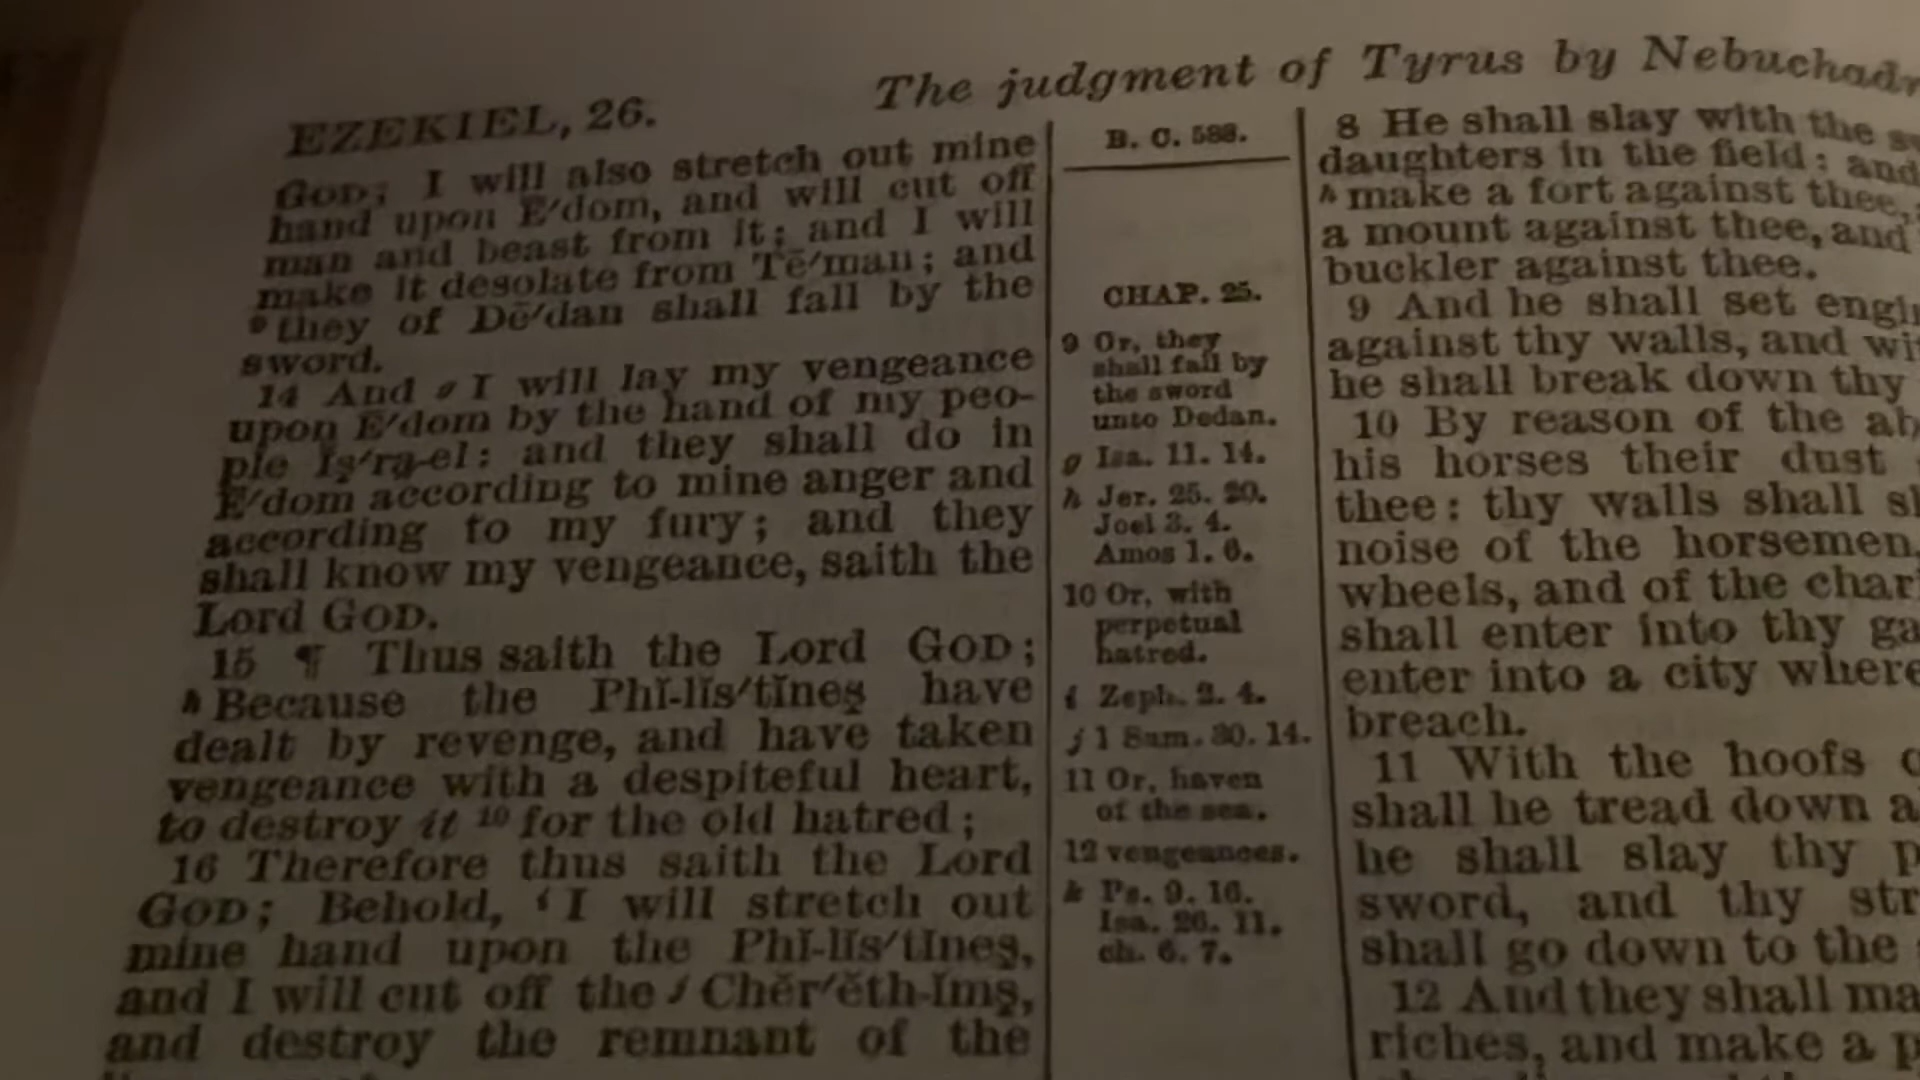 EZEKIEL, 26.
The judgment of Tyrus by Nebuchadr
GOD; I will also stretch out mine
hand upon Ē′dom, and will cut off
man and beast from it; and I will
make it desolate from Tē′man; and
⁹ they of Dē′dan shall fall by the
sword.
14 And g I will lay my vengeance
upon Ē′dom by the hand of my peo-
ple Ĭṣ′rạ-el: and they shall do in
Ē′dom according to mine anger and
according to my fury; and they
shall know my vengeance, saith the
Lord GOD.
15 ¶ Thus saith the Lord GOD;
h Because the Phĭ-lĭs′tĭneṣ have
dealt by revenge, and have taken
vengeance with a despiteful heart,
to destroy it ¹⁰ for the old hatred;
16 Therefore thus saith the Lord
GOD; Behold, i I will stretch out
mine hand upon the Phĭ-lĭs′tĭneṣ,
and I will cut off the j Chĕr′ĕth-ĭmṣ,
and destroy the remnant of the
B. C. 588.
CHAP. 25.
9 Or, they
shall fall by
the sword
unto Dedan.
g Isa. 11. 14.
h Jer. 25. 20.
Joel 3. 4.
Amos 1. 6.
10 Or, with
perpetual
hatred.
i Zeph. 2. 4.
j 1 Sam. 30. 14.
11 Or, haven
of the sea.
12 vengeances.
k Ps. 9. 16.
Isa. 26. 11.
ch. 6. 7.
8 He shall slay with the
daughters in the field: and
h make a fort against thee,
a mount against thee, and
buckler against thee.
9 And he shall set engi
against thy walls, and wi
he shall break down thy
10 By reason of the ab
his horses their dust
thee: thy walls shall sh
noise of the horsemen,
wheels, and of the char
shall enter into thy ga
enter into a city where
breach.
11 With the hoofs o
shall he tread down a
he shall slay thy p
sword, and thy str
shall go down to the
12 And they shall ma
riches, and make a p